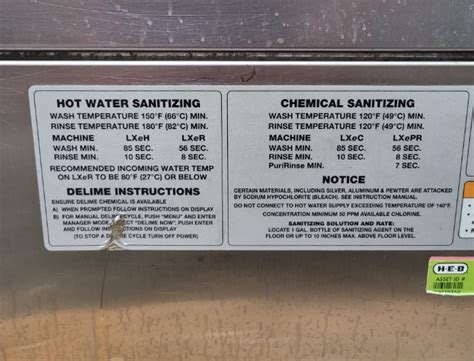 HOT WATER SANITIZING
WASH TEMPERATURE 150°F (66°C) MIN.
RINSE TEMPERATURE 180°F (82°C) MIN.
MACHINE LXeH LXeR
WASH MIN. 85 SEC. 56 SEC.
RINSE MIN. 10 SEC. 8 SEC.
RECOMMENDED INCOMING WATER TEMP
ON LXeR TO BE 80°F (27°C) OR BELOW
DELIME INSTRUCTIONS
ENSURE DELIME CHEMICAL IS AVAILABLE
A) WHEN PROMPTED FOLLOW INSTRUCTIONS ON DISPLAY
B) FOR MANUAL DELIME CYCLE, PUSH "MENU" AND ENTER
MANAGER MODE. SELECT "DELIME NOW". PUSH ENTER
AND FOLLOW INSTRUCTIONS ON DISPLAY
(TO STOP A DELIME CYCLE TURN OFF POWER)
CHEMICAL SANITIZING
WASH TEMPERATURE 120°F (49°C) MIN.
RINSE TEMPERATURE 120°F (49°C) MIN.
MACHINE LXeC LXePR
WASH MIN. 85 SEC. 56 SEC.
RINSE MIN. 10 SEC. 8 SEC.
PuriRinse MIN. 7 SEC.
NOTICE
CERTAIN MATERIALS, INCLUDING SILVER, ALUMINUM & PEWTER ARE ATTACKED
BY SODIUM HYPOCHLORITE (BLEACH). SEE INSTRUCTION MANUAL.
DO NOT CONNECT TO HOT WATER SUPPLY EXCEEDING TEMPERATURE OF 140°F.
CONCENTRATION MINIMUM 50 PPM AVAILABLE CHLORINE.
SANITIZING SOLUTION AND RATE:
LOCATE 1 GAL. BOTTLE OF SANITIZING AGENT ON THE
FLOOR OR UP TO 10 INCHES MAX. ABOVE FLOOR LEVEL.
H-E-B
ASSET ID #